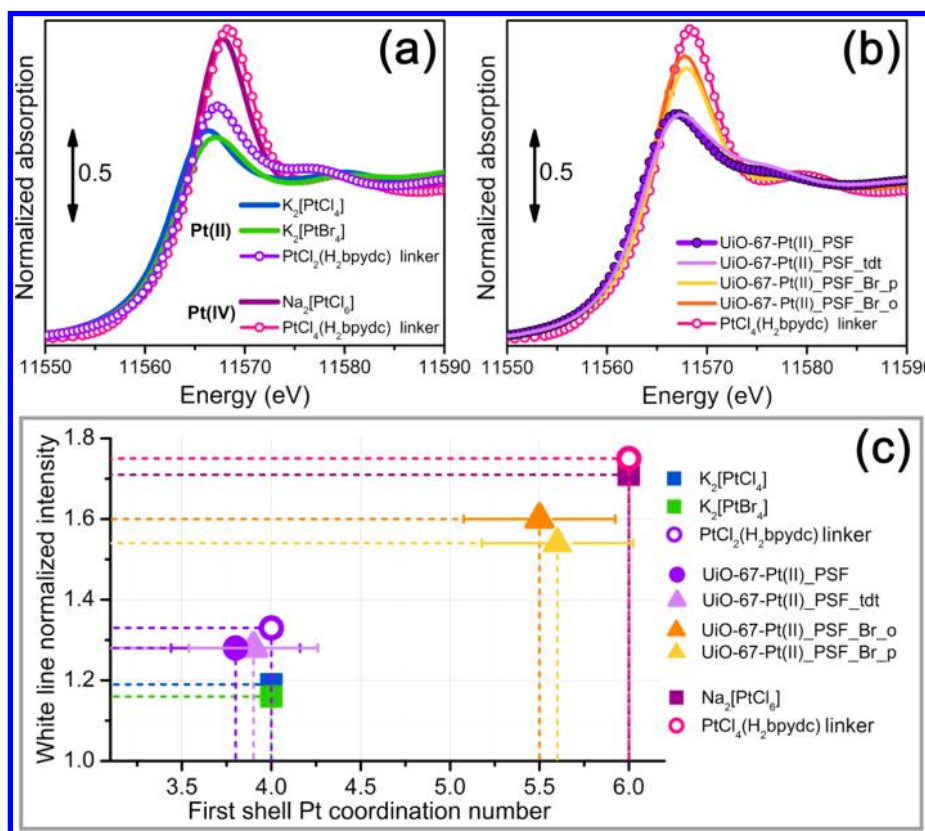 (a)
Normalized absorption
0.5
Pt(II)
K₂[PtCl₄]
K₂[PtBr₄]
PtCl₂(H₂bpydc) linker
Pt(IV)
Na₂[PtCl₆]
PtCl₄(H₂bpydc) linker
11550 11560 11570 11580 11590
Energy (eV)
(b)
Normalized absorption
0.5
UiO-67-Pt(II)_PSF
UiO-67-Pt(II)_PSF_tdt
UiO-67-Pt(II)_PSF_Br_p
UiO-67-Pt(II)_PSF_Br_o
PtCl₄(H₂bpydc) linker
11550 11560 11570 11580 11590
Energy (eV)
(c)
White line normalized intensity
1.8
1.6
1.4
1.2
1.0
3.5 4.0 4.5 5.0 5.5 6.0
First shell Pt coordination number
K₂[PtCl₄]
K₂[PtBr₄]
PtCl₂(H₂bpydc) linker
UiO-67-Pt(II)_PSF
UiO-67-Pt(II)_PSF_tdt
UiO-67-Pt(II)_PSF_Br_o
UiO-67-Pt(II)_PSF_Br_p
Na₂[PtCl₆]
PtCl₄(H₂bpydc) linker